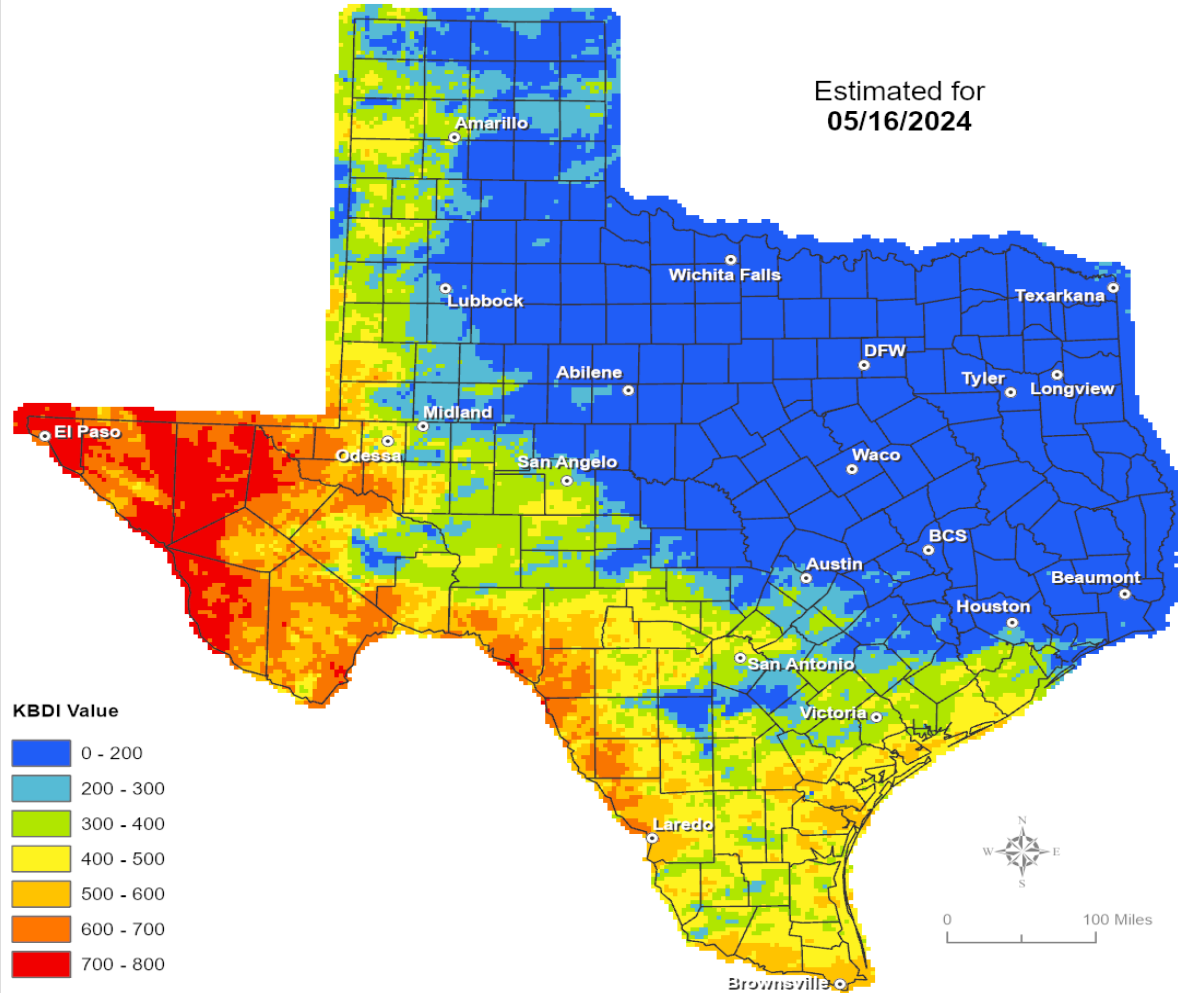 Estimated for
05/16/2024
Amarillo
Wichita Falls
Texarkana
Lubbock
DFW
Abilene
Tyler
Longview
Midland
El Paso
Odessa
San Angelo
Waco
BCS
Austin
Beaumont
Houston
San Antonio
Victoria
KBDI Value
0 - 200
200 - 300
300 - 400
400 - 500
500 - 600
600 - 700
700 - 800
Laredo
N
W E
S
0 100 Miles
Brownsville